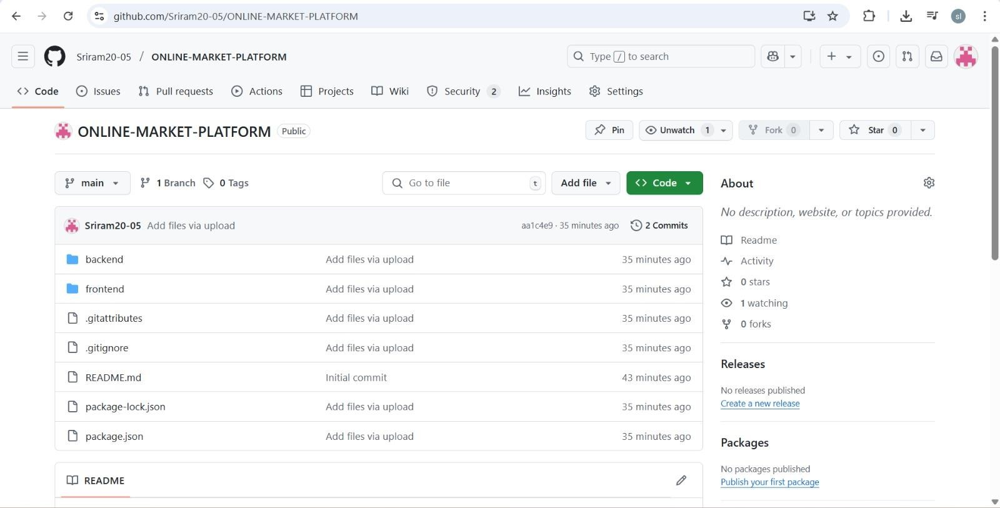 github.com/Sriram20-05/ONLINE-MARKET-PLATFORM
sl
Sriram20-05 / ONLINE-MARKET-PLATFORM
Type / to search
Code
Issues
Pull requests
Actions
Projects
Wiki
Security 2
Insights
Settings
ONLINE-MARKET-PLATFORM Public
Pin
Unwatch 1
Fork 0
Star 0
main
1 Branch
0 Tags
Go to file t
Add file
Code
Sriram20-05 Add files via upload aa1c4e9 · 35 minutes ago 2 Commits
backend Add files via upload 35 minutes ago
frontend Add files via upload 35 minutes ago
.gitattributes Add files via upload 35 minutes ago
.gitignore Add files via upload 35 minutes ago
README.md Initial commit 43 minutes ago
package-lock.json Add files via upload 35 minutes ago
package.json Add files via upload 35 minutes ago
README
About
No description, website, or topics provided.
Readme
Activity
0 stars
1 watching
0 forks
Releases
No releases published
Create a new release
Packages
No packages published
Publish your first package